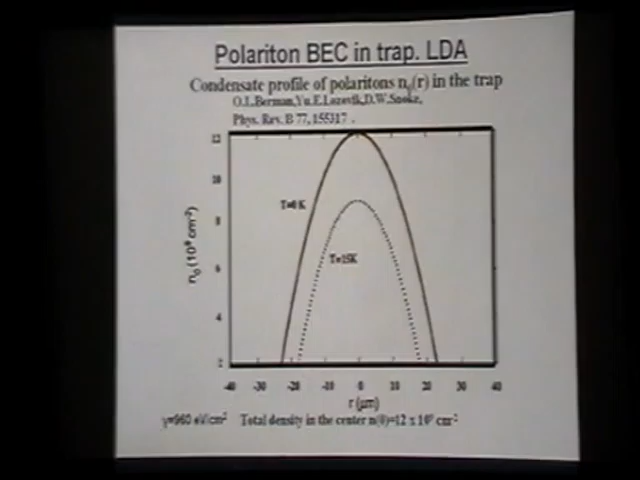 Polariton BEC in trap. LDA
Condensate profile of polaritons n₀(r) in the trap
O.L.Berman,Yu.E.Lozovik,D.W.Snoke,
Phys. Rev. B 77, 155317 .
12
10
8
6
4
2
n₀ (10⁹ cm⁻²)
T=0 K
T=15K
-40 -30 -20 -10 0 10 20 30 40
r (μm)
γ=960 eV/cm² Total density in the center n(0)=12 x 10⁹ cm⁻²